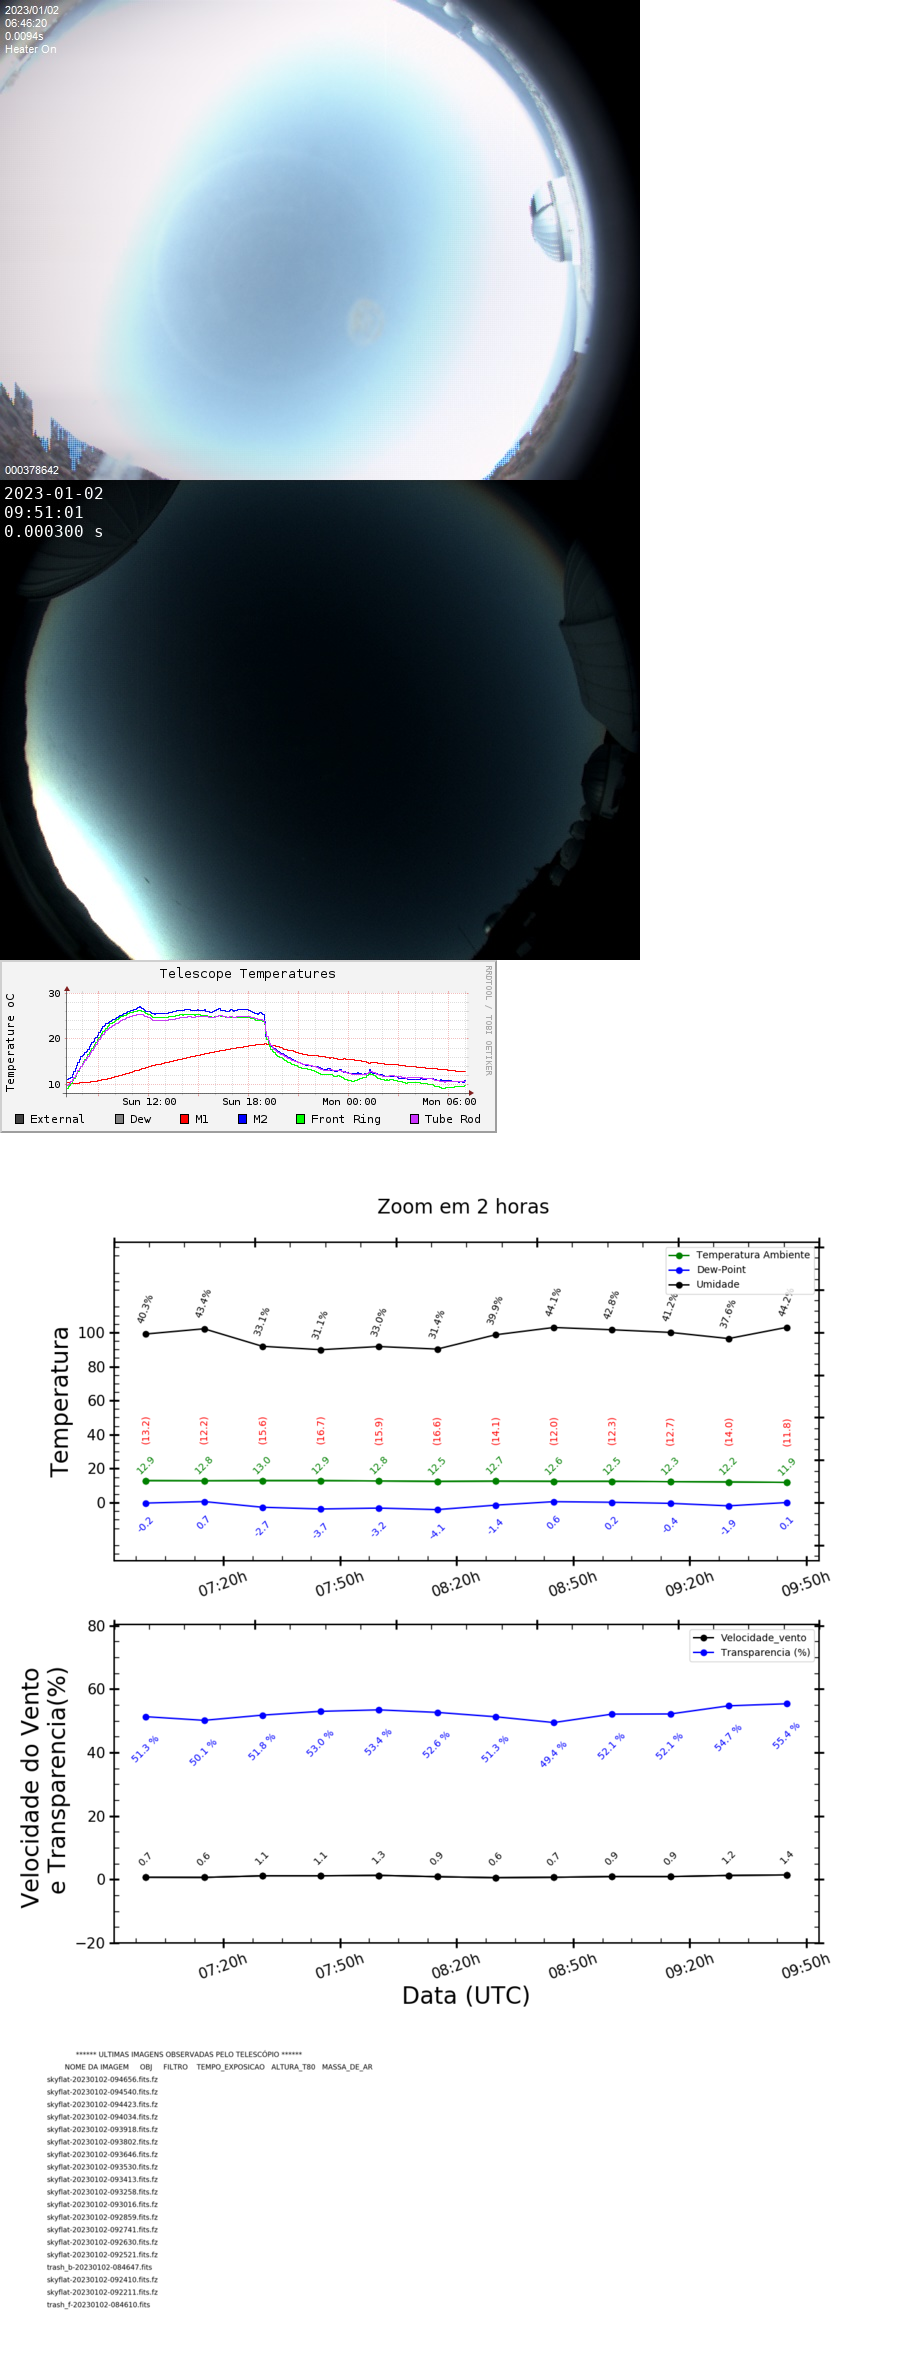 2023/01/02
06:46:20
0.0094s
Heater On
000378642
2023-01-02
09:51:01
0.000300 s
Telescope Temperatures
RRDTOOL / TOBI OETIKER
Temperature oC
30
20
10
Sun 12:00 Sun 18:00 Mon 00:00 Mon 06:00
External Dew M1 M2 Front Ring Tube Rod
Zoom em 2 horas
Temperatura Ambiente
Dew-Point
Umidade
40.3% 43.4% 33.1% 31.1% 33.0% 31.4% 39.9% 44.1% 42.8% 41.2% 37.6% 44.2%
Temperatura
100
80
60
40
20
0
(13.2) (12.2) (15.6) (16.7) (15.9) (16.6) (14.1) (12.0) (12.3) (12.7) (14.0) (11.8)
12.9 12.8 13.0 12.9 12.8 12.5 12.7 12.6 12.5 12.3 12.2 11.9
-0.2 0.7 -2.7 -3.7 -3.2 -4.1 -1.4 0.6 0.2 -0.4 -1.9 0.1
07:20h 07:50h 08:20h 08:50h 09:20h 09:50h
Velocidade_vento
Transparencia (%)
Velocidade do Vento
e Transparencia(%)
80
60
40
20
0
−20
51.3 % 50.1 % 51.8 % 53.0 % 53.4 % 52.6 % 51.3 % 49.4 % 52.1 % 52.1 % 54.7 % 55.4 %
0.7 0.6 1.1 1.1 1.3 0.9 0.6 0.7 0.9 0.9 1.2 1.4
07:20h 07:50h 08:20h 08:50h 09:20h 09:50h
Data (UTC)
****** ULTIMAS IMAGENS OBSERVADAS PELO TELESCÓPIO ******
NOME DA IMAGEM OBJ FILTRO TEMPO_EXPOSICAO ALTURA_T80 MASSA_DE_AR
skyflat-20230102-094656.fits.fz
skyflat-20230102-094540.fits.fz
skyflat-20230102-094423.fits.fz
skyflat-20230102-094034.fits.fz
skyflat-20230102-093918.fits.fz
skyflat-20230102-093802.fits.fz
skyflat-20230102-093646.fits.fz
skyflat-20230102-093530.fits.fz
skyflat-20230102-093413.fits.fz
skyflat-20230102-093258.fits.fz
skyflat-20230102-093016.fits.fz
skyflat-20230102-092859.fits.fz
skyflat-20230102-092741.fits.fz
skyflat-20230102-092630.fits.fz
skyflat-20230102-092521.fits.fz
trash_b-20230102-084647.fits
skyflat-20230102-092410.fits.fz
skyflat-20230102-092211.fits.fz
trash_f-20230102-084610.fits